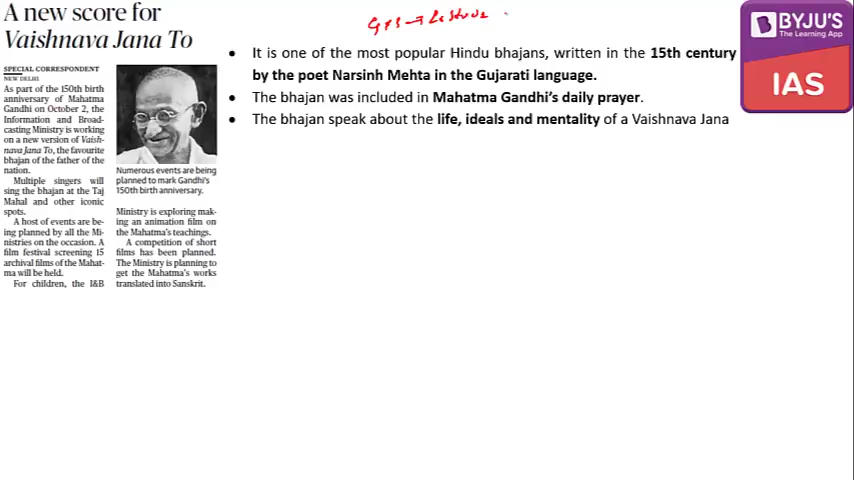 A new score for
Vaishnava Jana To
SPECIAL CORRESPONDENT
NEW DELHI
As part of the 150th birth
anniversary of Mahatma
Gandhi on October 2, the
Information and Broad-
casting Ministry is working
on a new version of Vaish-
nava Jana To, the favourite
bhajan of the father of the
nation.
Multiple singers will
sing the bhajan at the Taj
Mahal and other iconic
spots.
A host of events are be-
ing planned by all the Mi-
nistries on the occasion. A
film festival screening 15
archival films of the Mahat-
ma will be held.
For children, the I&B
Numerous events are being
planned to mark Gandhi's
150th birth anniversary.
Ministry is exploring mak-
ing an animation film on
the Mahatma's teachings.
A competition of short
films has been planned.
The Ministry is planning to
get the Mahatma's works
translated into Sanskrit.
• It is one of the most popular Hindu bhajans, written in the 15th century
by the poet Narsinh Mehta in the Gujarati language.
• The bhajan was included in Mahatma Gandhi's daily prayer.
• The bhajan speak about the life, ideals and mentality of a Vaishnava Jana
BYJU'S
The Learning App
IAS